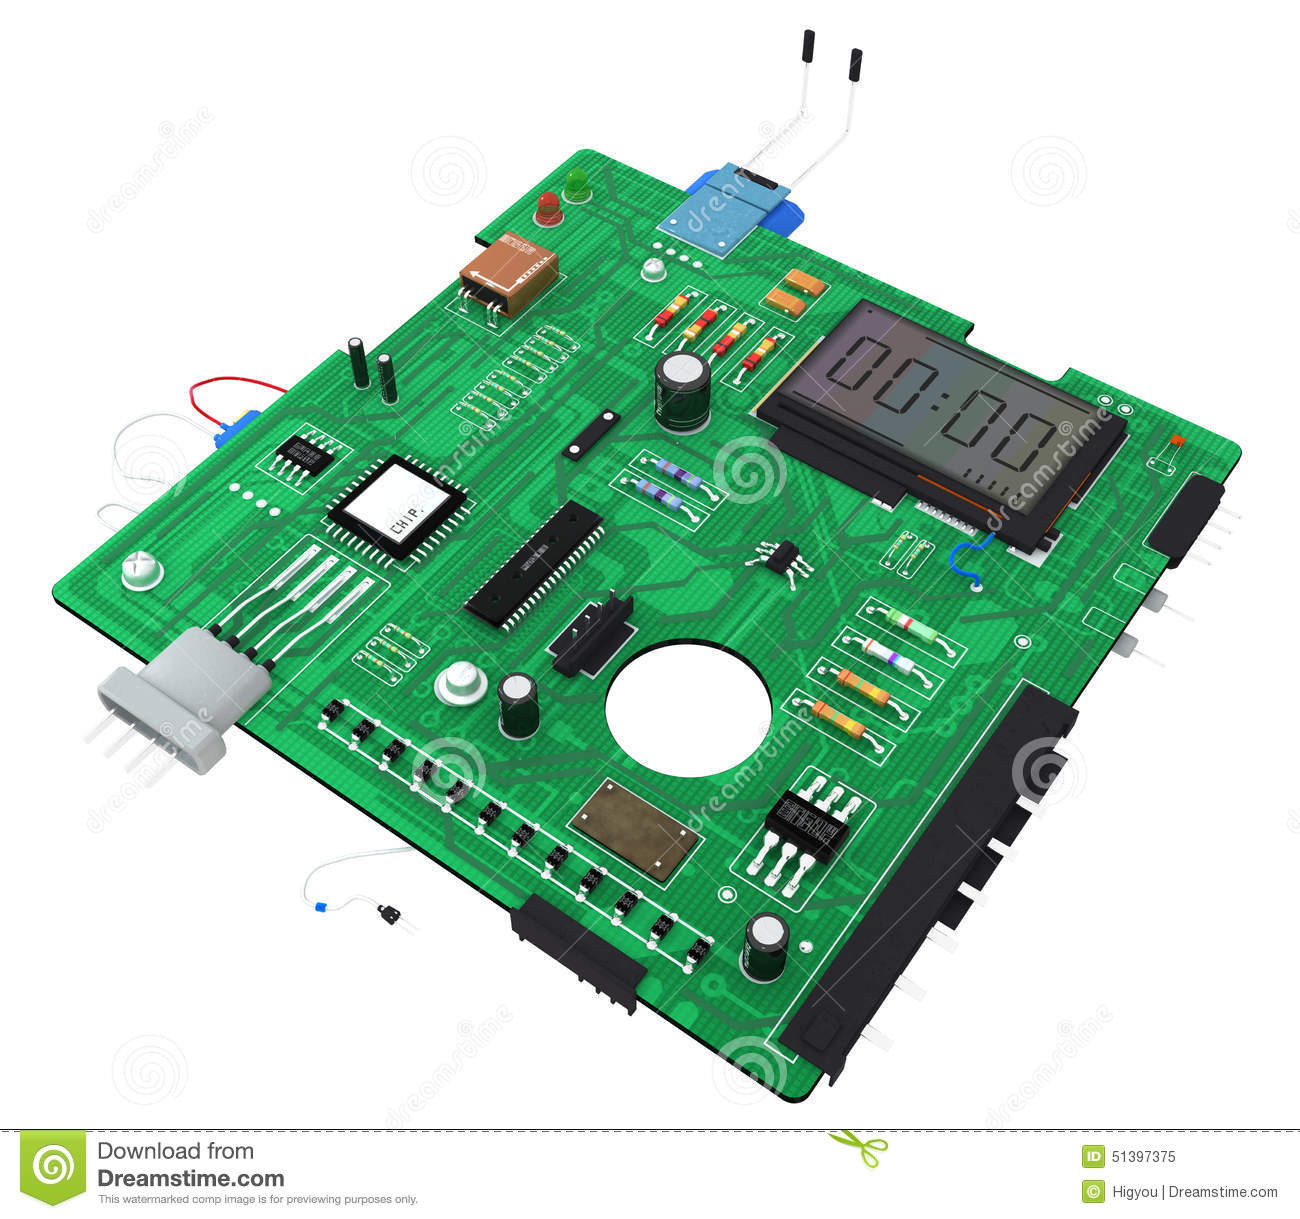 00:00
CHIP.
dreamstime
Download from
Dreamstime.com
This watermarked comp image is for previewing purposes only.
ID 51397375
© Higyou | Dreamstime.com